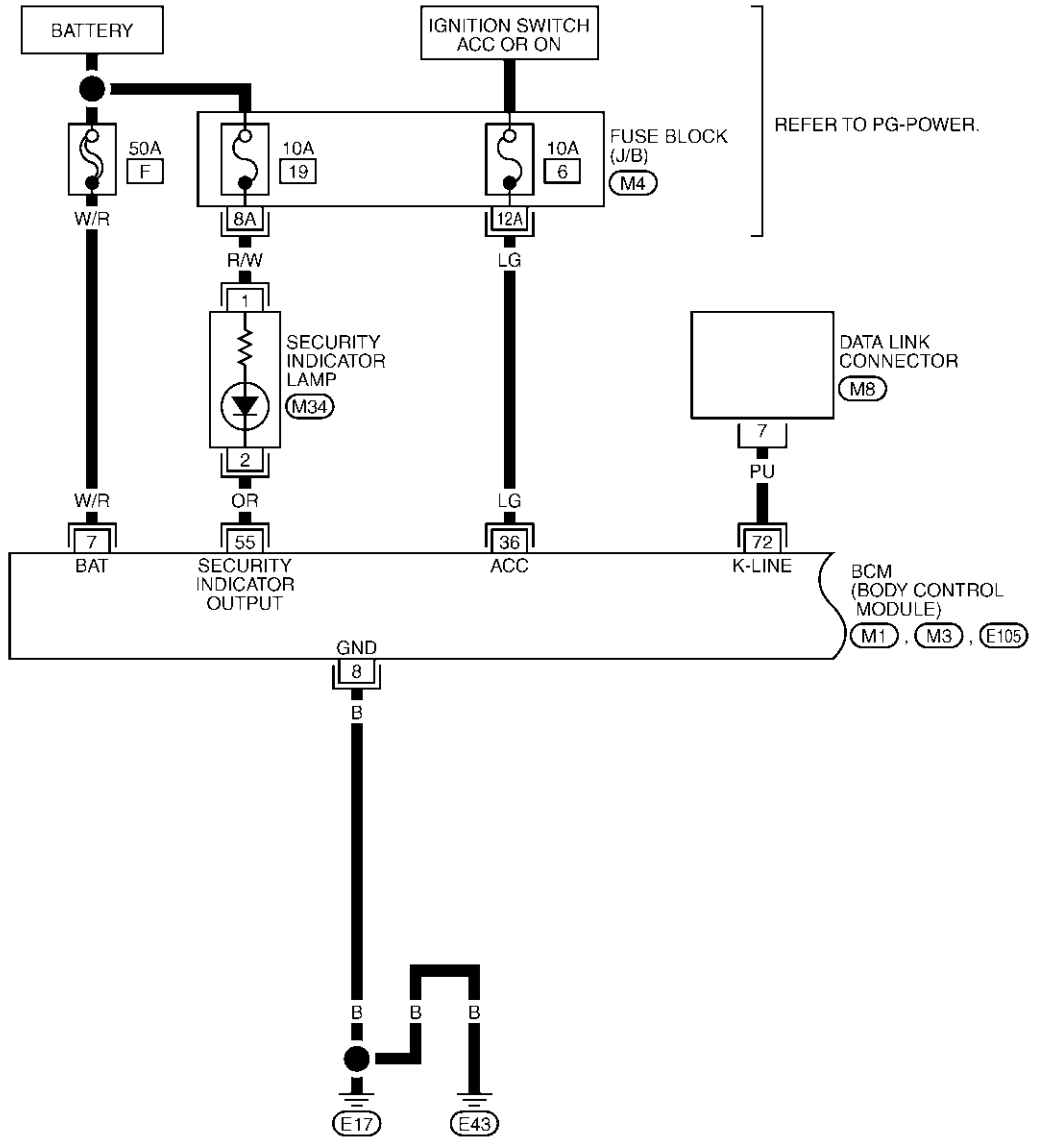 BATTERY
IGNITION SWITCH
ACC OR ON
REFER TO PG-POWER.
50A
F
10A
19
10A
6
FUSE BLOCK
(J/B)
M4
W/R
8A
12A
R/W
LG
1
SECURITY
INDICATOR
LAMP
M34
DATA LINK
CONNECTOR
M8
2
7
PU
W/R
OR
LG
7
55
36
72
BAT
SECURITY
INDICATOR
OUTPUT
ACC
K-LINE
BCM
(BODY CONTROL
MODULE)
M1 , M3 , E105
GND
8
B
B
B
B
E17
E43